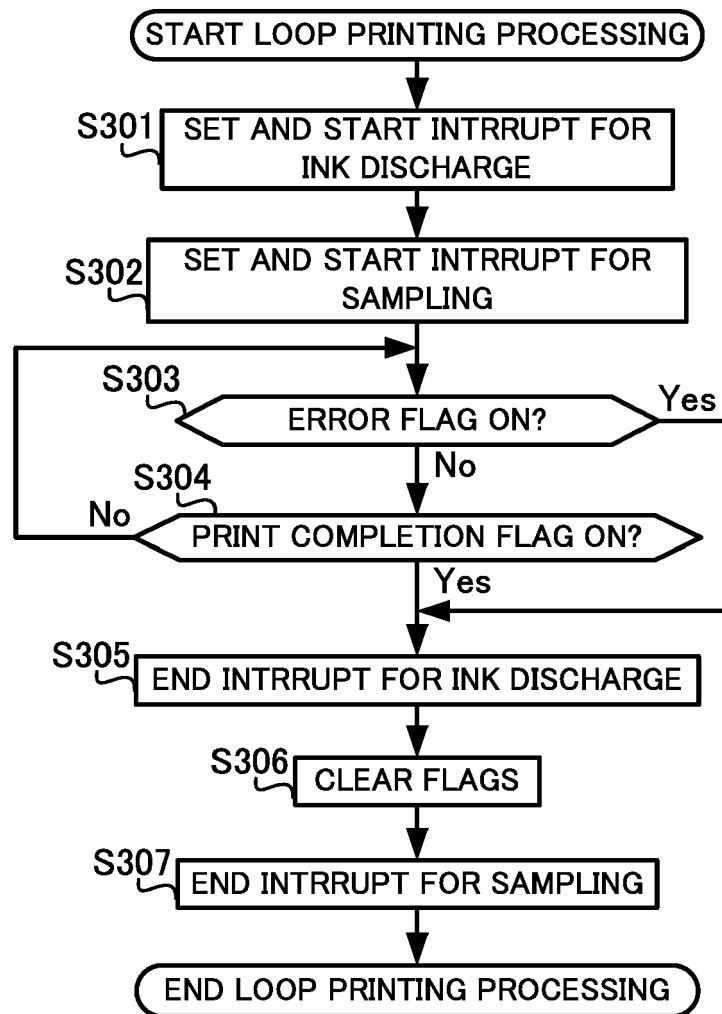 START LOOP PRINTING PROCESSING
S301
SET AND START INTRRUPT FOR
INK DISCHARGE
S302
SET AND START INTRRUPT FOR
SAMPLING
S303
ERROR FLAG ON?
Yes
No
S304
No
PRINT COMPLETION FLAG ON?
Yes
S305
END INTRRUPT FOR INK DISCHARGE
S306
CLEAR FLAGS
S307
END INTRRUPT FOR SAMPLING
END LOOP PRINTING PROCESSING